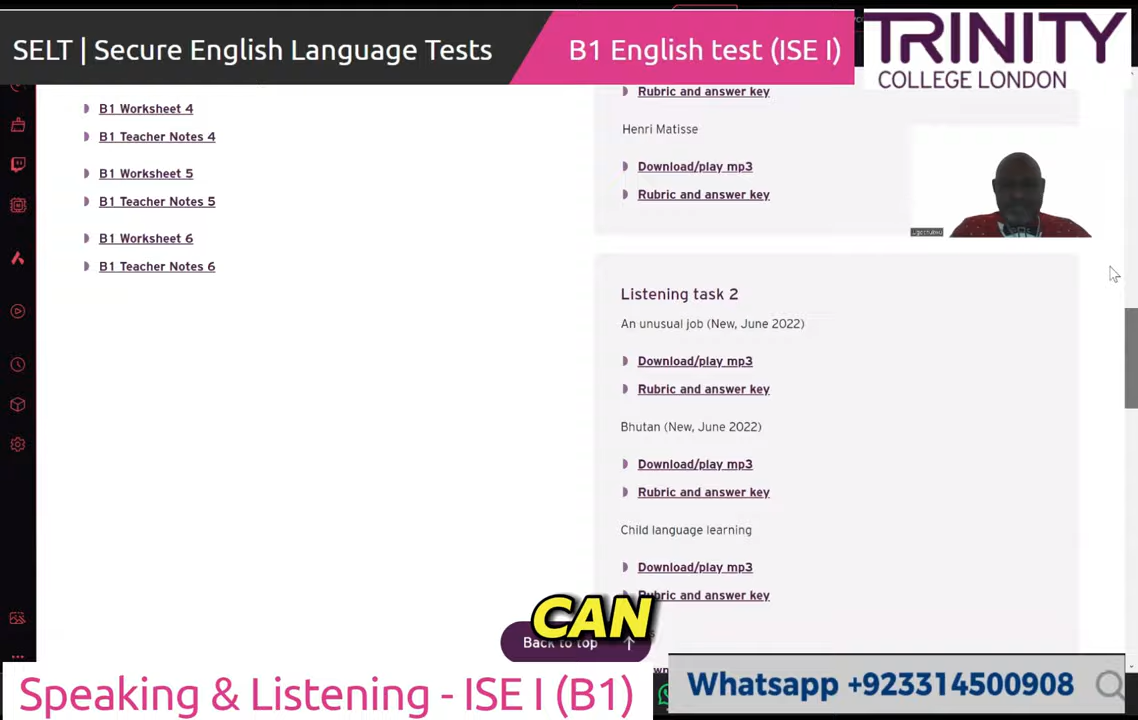 SELT | Secure English Language Tests
B1 English test (ISE I)
TRINITY
COLLEGE LONDON
B1 Worksheet 4
B1 Teacher Notes 4
B1 Worksheet 5
B1 Teacher Notes 5
B1 Worksheet 6
B1 Teacher Notes 6
Rubric and answer key
Henri Matisse
Download/play mp3
Rubric and answer key
Listening task 2
An unusual job (New, June 2022)
Download/play mp3
Rubric and answer key
Bhutan (New, June 2022)
Download/play mp3
Rubric and answer key
Child language learning
Download/play mp3
Rubric and answer key
CAN
Back to top
Speaking & Listening - ISE I (B1)
Whatsapp +923314500908